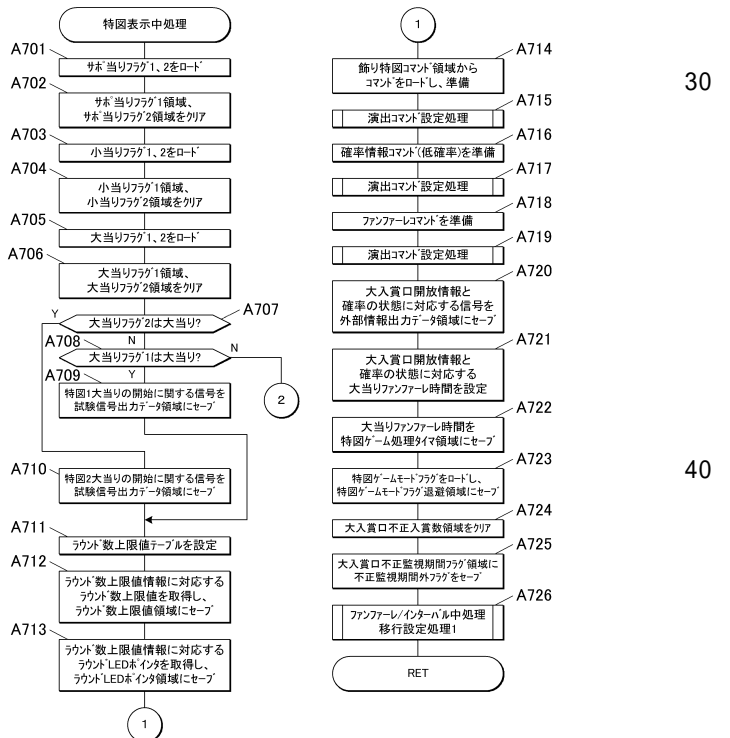 特図表示中処理
A701
サポ当りフラグ1、2をロード
A702
サポ当りフラグ1領域、
サポ当りフラグ2領域をクリア
A703
小当りフラグ1、2をロード
A704
小当りフラグ1領域、
小当りフラグ2領域をクリア
A705
大当りフラグ1、2をロード
A706
大当りフラグ1領域、
大当りフラグ2領域をクリア
A707
Y
大当りフラグ2は大当り?
N
A708
大当りフラグ1は大当り?
N
Y
2
A709
特図1大当りの開始に関する信号を
試験信号出力データ領域にセーブ
A710
特図2大当りの開始に関する信号を
試験信号出力データ領域にセーブ
A711
ラウンド数上限値テーブルを設定
A712
ラウンド数上限値情報に対応する
ラウンド数上限値を取得し、
ラウンド数上限値領域にセーブ
A713
ラウンド数上限値情報に対応する
ラウンドLEDポインタを取得し、
ラウンドLEDポインタ領域にセーブ
1
1
A714
飾り特図コマンド領域から
コマンドをロードし、準備
A715
演出コマンド設定処理
A716
確率情報コマンド(低確率)を準備
A717
演出コマンド設定処理
A718
ファンファーレコマンドを準備
A719
演出コマンド設定処理
A720
大入賞口開放情報と
確率の状態に対応する信号を
外部情報出力データ領域にセーブ
A721
大入賞口開放情報と
確率の状態に対応する
大当りファンファーレ時間を設定
A722
大当りファンファーレ時間を
特図ゲーム処理タイマ領域にセーブ
A723
特図ゲームモードフラグをロードし、
特図ゲームモードフラグ退避領域にセーブ
A724
大入賞口不正入賞数領域をクリア
A725
大入賞口不正監視期間フラグ領域に
不正監視期間外フラグをセーブ
A726
ファンファーレ/インターバル中処理
移行設定処理1
RET
30
40